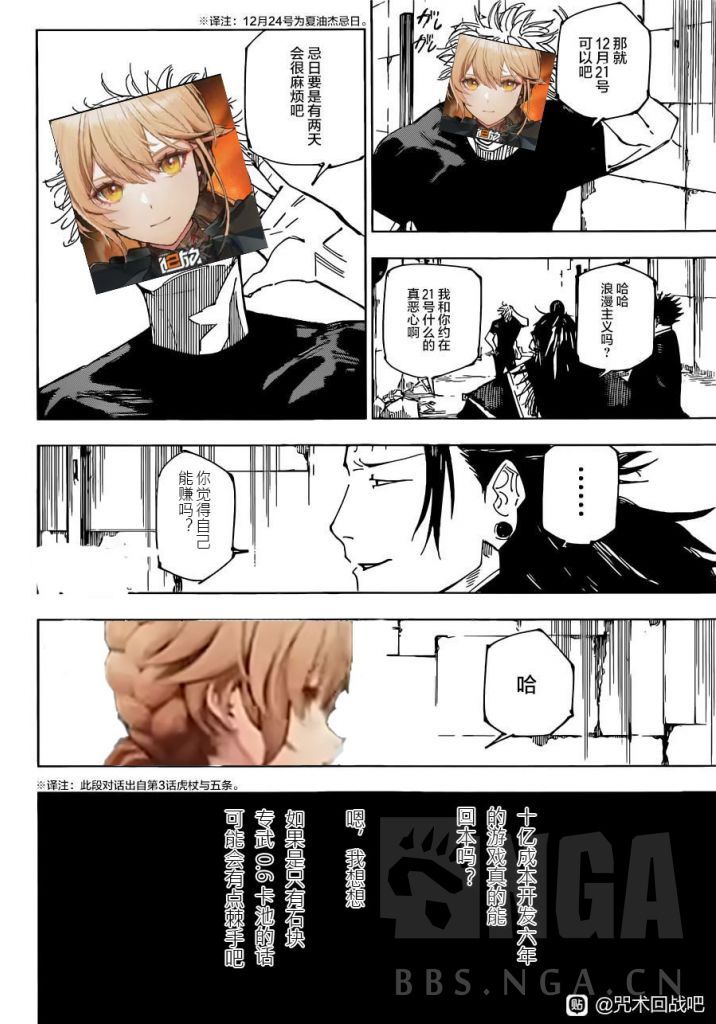 ※译注：12月24号为夏油杰忌日。
那就
12月21号
可以吧
忌日要是有两天
会很麻烦吧
哈哈
浪漫主义吗？
我和你约在
21号什么的
真恶心啊
……
你觉得自己
能赚吗？
哈
※译注：此段对话出自第3话虎杖与五条。
十亿成本开发六年
的游戏真的能
回本吗？
嗯，我想想
如果是只有石块
专武0.6卡池的话
可能会有点棘手吧
NGA
BBS.NGA.CN
贴 @咒术回战吧